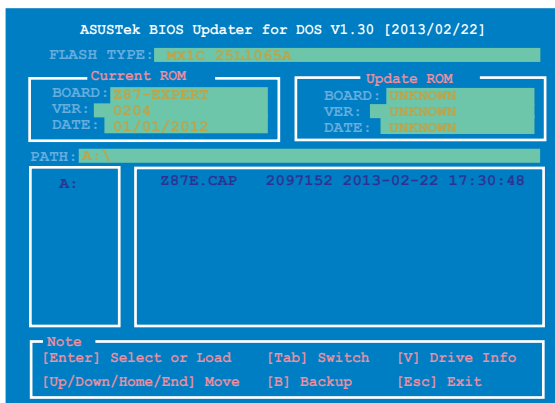 ASUSTek BIOS Updater for DOS V1.30 [2013/02/22]
FLASH TYPE: MXIC 25L1065A
Current ROM
BOARD: Z87-EXPERT
VER: 0204
DATE: 01/01/2012
Update ROM
BOARD: UNKNOWN
VER: UNKNOWN
DATE: UNKNOWN
PATH: A:\
A:
Z87E.CAP 2097152 2013-02-22 17:30:48
Note
[Enter] Select or Load [Tab] Switch [V] Drive Info
[Up/Down/Home/End] Move [B] Backup [Esc] Exit